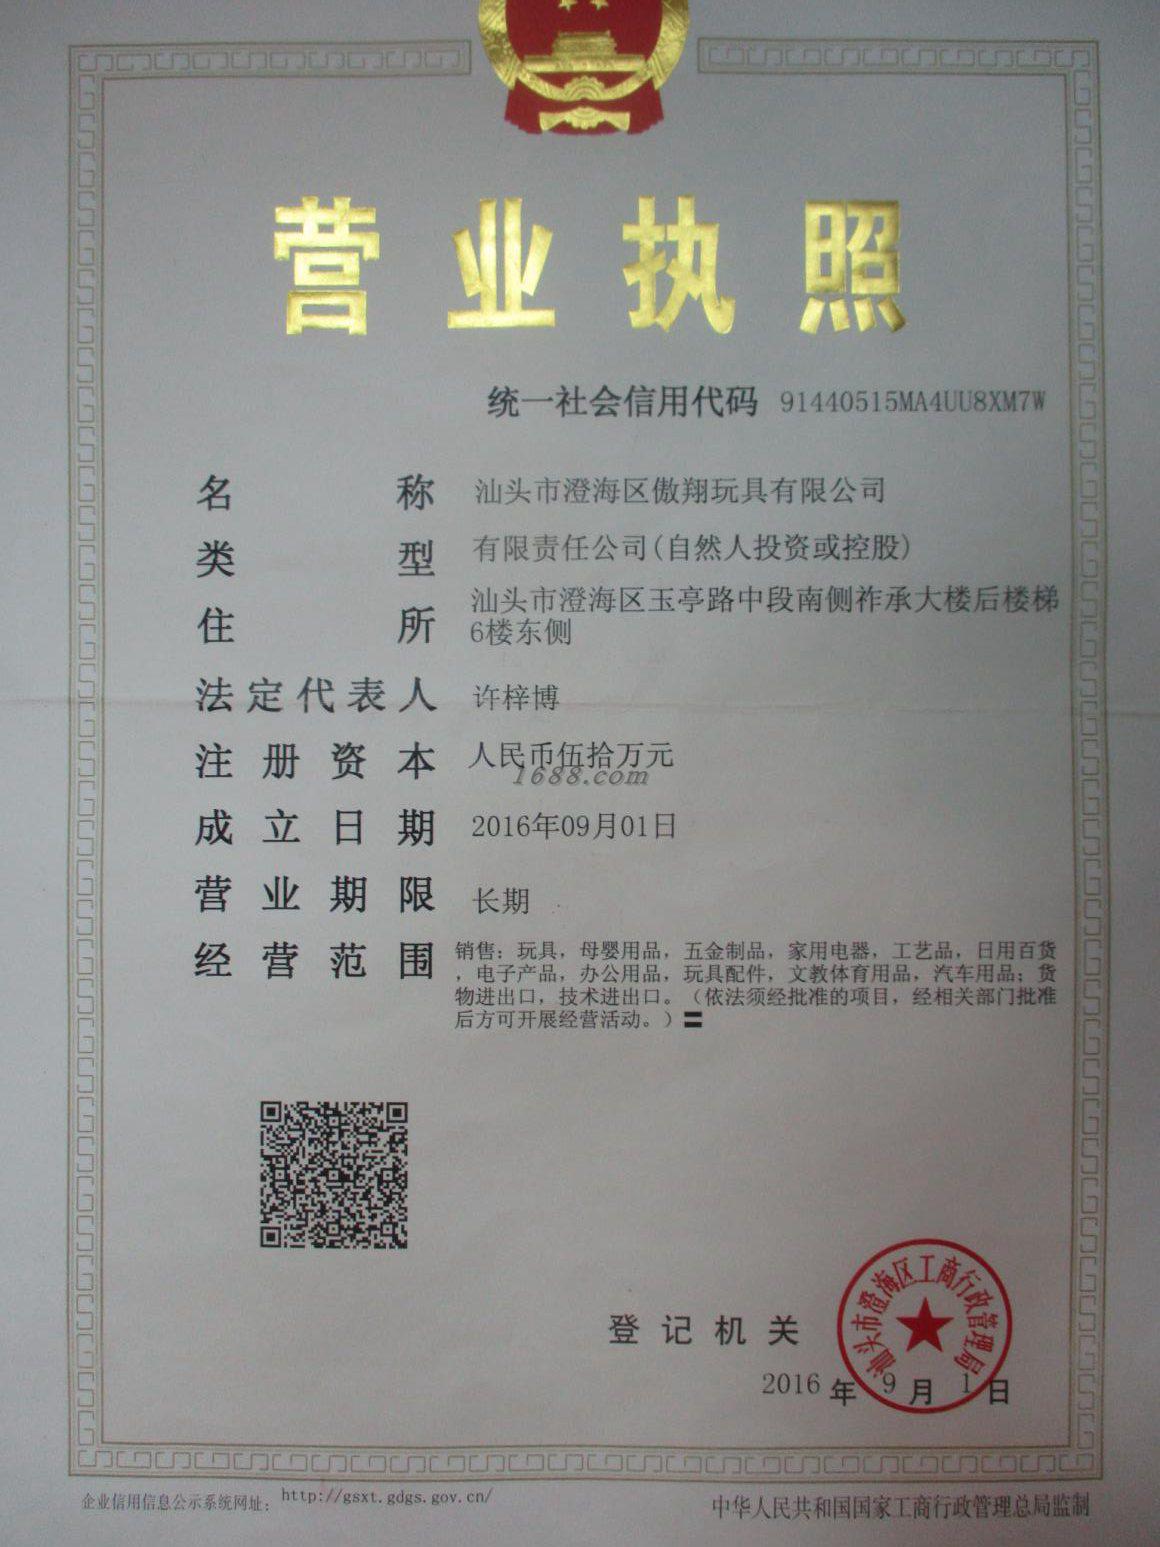 营业执照
统一社会信用代码 91440515MA4UU8XM7W
名称 汕头市澄海区傲翔玩具有限公司
类型 有限责任公司(自然人投资或控股)
住所 汕头市澄海区玉亭路中段南侧祚承大楼后楼梯
6楼东侧
法定代表人 许梓博
注册资本 人民币伍拾万元
1688.com
成立日期 2016年09月01日
营业期限 长期
经营范围 销售：玩具，母婴用品，五金制品，家用电器，工艺品，日用百货
，电子产品，办公用品，玩具配件，文教体育用品，汽车用品；货
物进出口，技术进出口。（依法须经批准的项目，经相关部门批准
后方可开展经营活动。）〓
汕头市澄海区工商行政管理局
登记机关
2016年9月1日
企业信用信息公示系统网址：http://gsxt.gdgs.gov.cn/
中华人民共和国国家工商行政管理总局监制